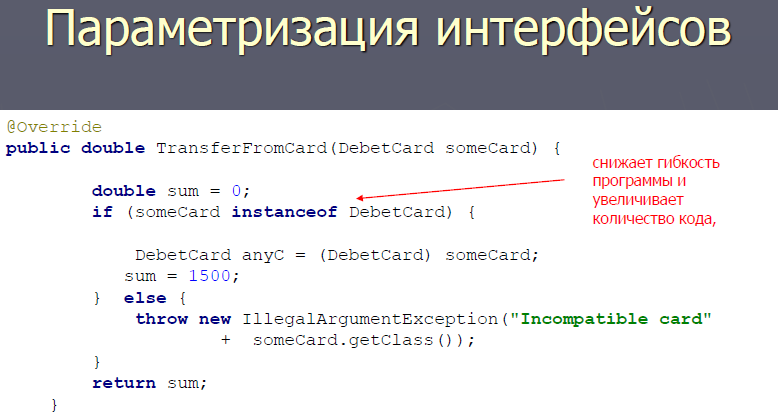 Параметризация интерфейсов
@Override
public double TransferFromCard(DebetCard someCard) {
double sum = 0;
if (someCard instanceof DebetCard) {
DebetCard anyC = (DebetCard) someCard;
sum = 1500;
} else {
throw new IllegalArgumentException("Incompatible card"
+ someCard.getClass());
}
return sum;
}
снижает гибкость
программы и
увеличивает
количество кода,